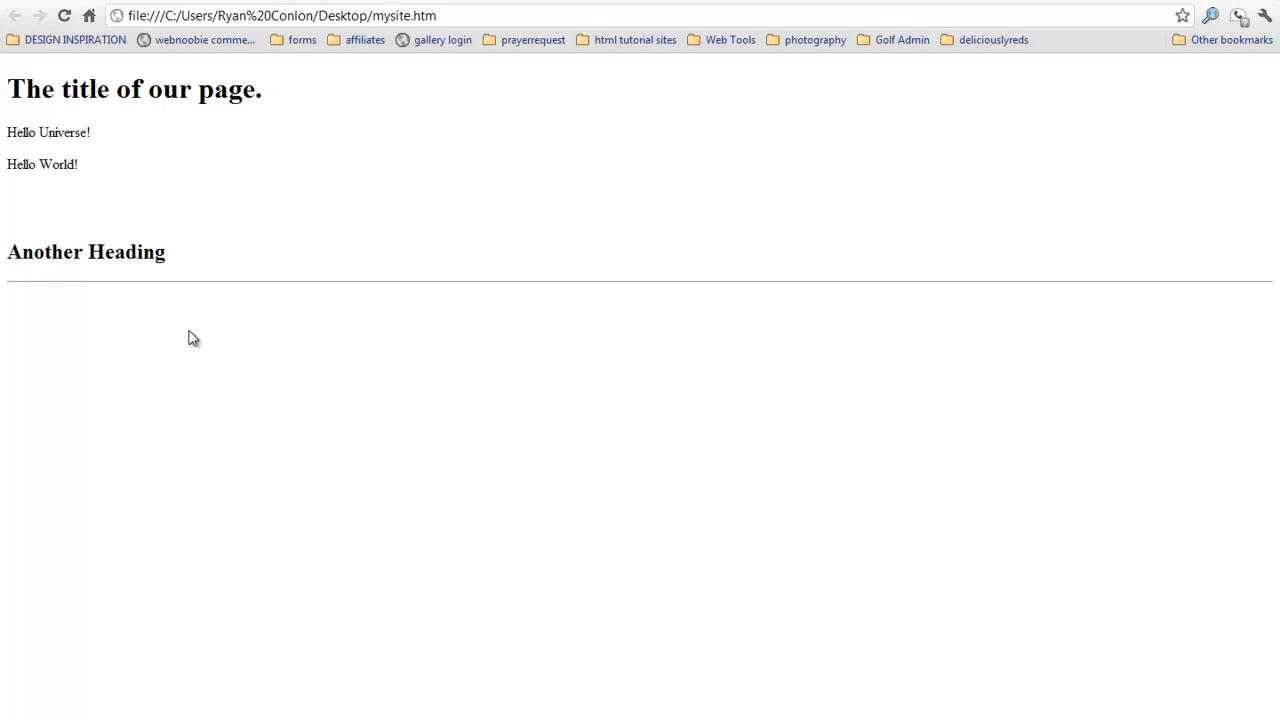 file:///C:/Users/Ryan%20Conlon/Desktop/mysite.htm
DESIGN INSPIRATION webnoobie comme... forms affiliates gallery login prayerrequest html tutorial sites Web Tools photography Golf Admin deliciouslyreds Other bookmarks
The title of our page.
Hello Universe!
Hello World!
Another Heading